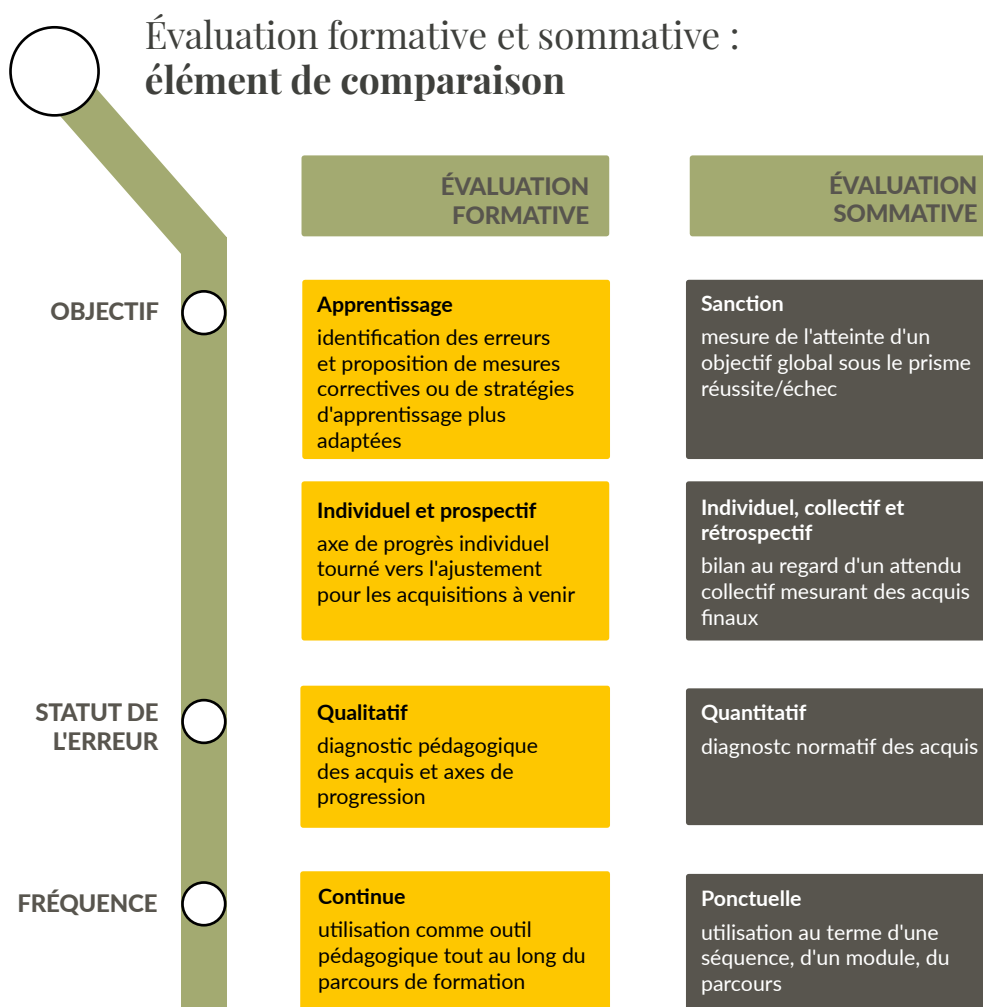 Évaluation formative et sommative :
élément de comparaison
ÉVALUATION
FORMATIVE
ÉVALUATION
SOMMATIVE
OBJECTIF
Apprentissage
identification des erreurs
et proposition de mesures
correctives ou de stratégies
d'apprentissage plus
adaptées
Sanction
mesure de l'atteinte d'un
objectif global sous le prisme
réussite/échec
Individuel et prospectif
axe de progrès individuel
tourné vers l'ajustement
pour les acquisitions à venir
Individuel, collectif et
rétrospectif
bilan au regard d'un attendu
collectif mesurant des acquis
finaux
STATUT DE
L'ERREUR
Qualitatif
diagnostic pédagogique
des acquis et axes de
progression
Quantitatif
diagnostc normatif des acquis
FRÉQUENCE
Continue
utilisation comme outil
pédagogique tout au long du
parcours de formation
Ponctuelle
utilisation au terme d'une
séquence, d'un module, du
parcours